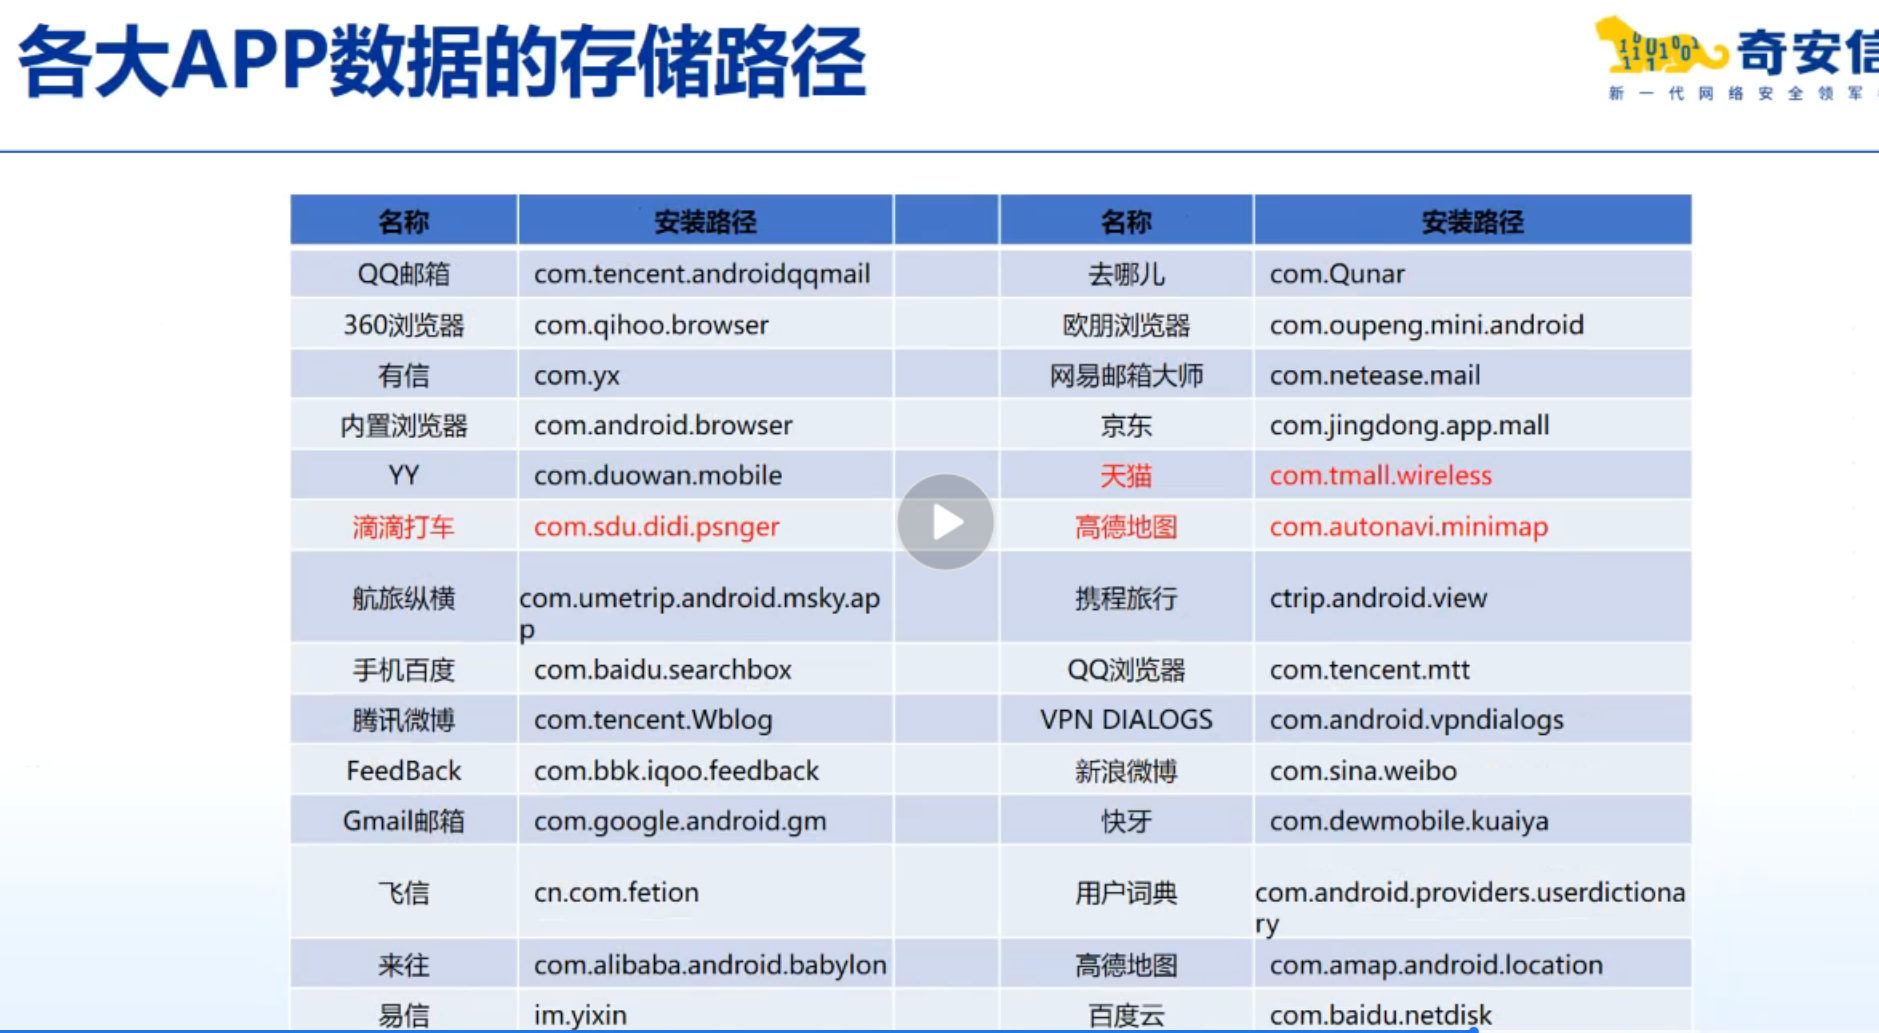 各大APP数据的存储路径
奇安信
新一代网络安全领军
名称 安装路径 名称 安装路径
QQ邮箱 com.tencent.androidqqmail 去哪儿 com.Qunar
360浏览器 com.qihoo.browser 欧朋浏览器 com.oupeng.mini.android
有信 com.yx 网易邮箱大师 com.netease.mail
内置浏览器 com.android.browser 京东 com.jingdong.app.mall
YY com.duowan.mobile 天猫 com.tmall.wireless
滴滴打车 com.sdu.didi.psnger 高德地图 com.autonavi.minimap
航旅纵横 com.umetrip.android.msky.ap
p
携程旅行 ctrip.android.view
手机百度 com.baidu.searchbox QQ浏览器 com.tencent.mtt
腾讯微博 com.tencent.Wblog VPN DIALOGS com.android.vpndialogs
FeedBack com.bbk.iqoo.feedback 新浪微博 com.sina.weibo
Gmail邮箱 com.google.android.gm 快牙 com.dewmobile.kuaiya
飞信 cn.com.fetion 用户词典 com.android.providers.userdictiona
ry
来往 com.alibaba.android.babylon 高德地图 com.amap.android.location
易信 im.yixin 百度云 com.baidu.netdisk